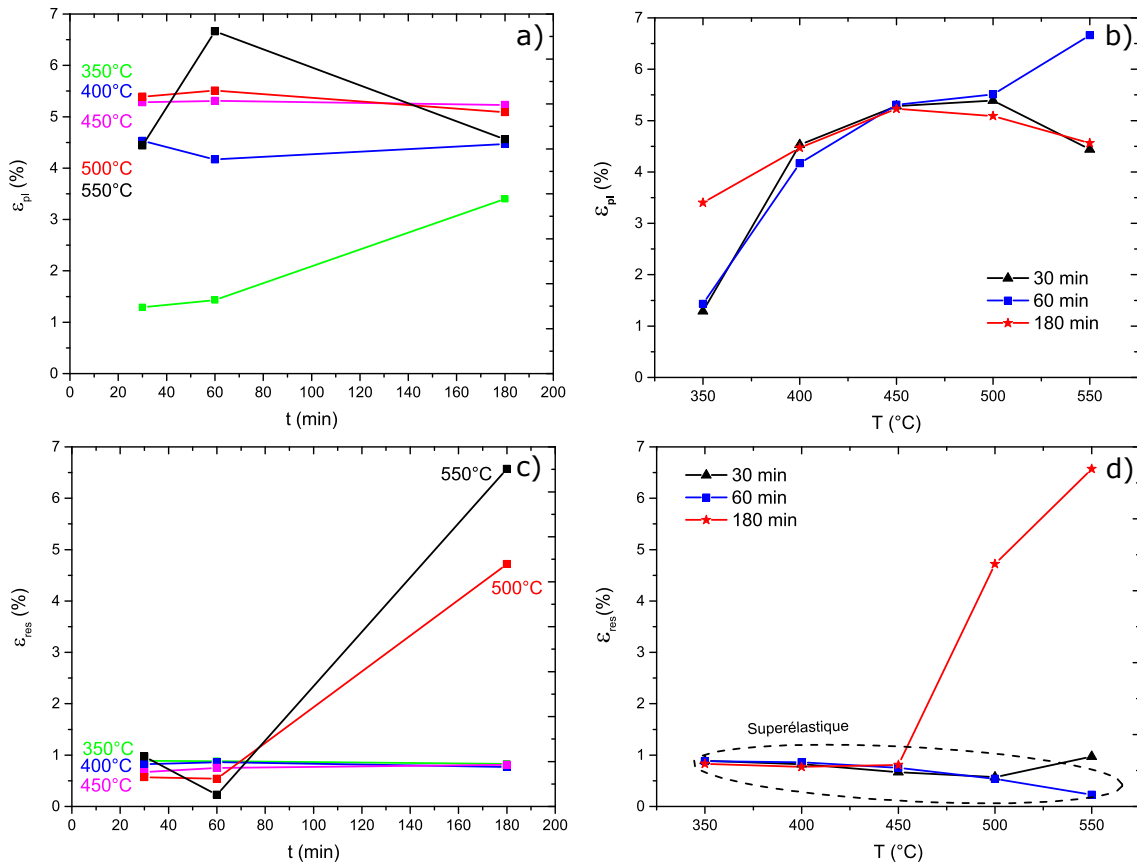 a)
7
6
5
4
3
2
1
0
350°C
400°C
450°C
500°C
550°C
0 20 40 60 80 100 120 140 160 180 200
t (min)
εpl (%)
b)
7
6
5
4
3
2
1
0
30 min
60 min
180 min
350 400 450 500 550
T (°C)
εpl (%)
c)
7
6
5
4
3
2
1
0
550°C
500°C
350°C
400°C
450°C
0 20 40 60 80 100 120 140 160 180 200
t (min)
εres (%)
d)
7
6
5
4
3
2
1
0
30 min
60 min
180 min
Superélastique
350 400 450 500 550
T (°C)
εres(%)